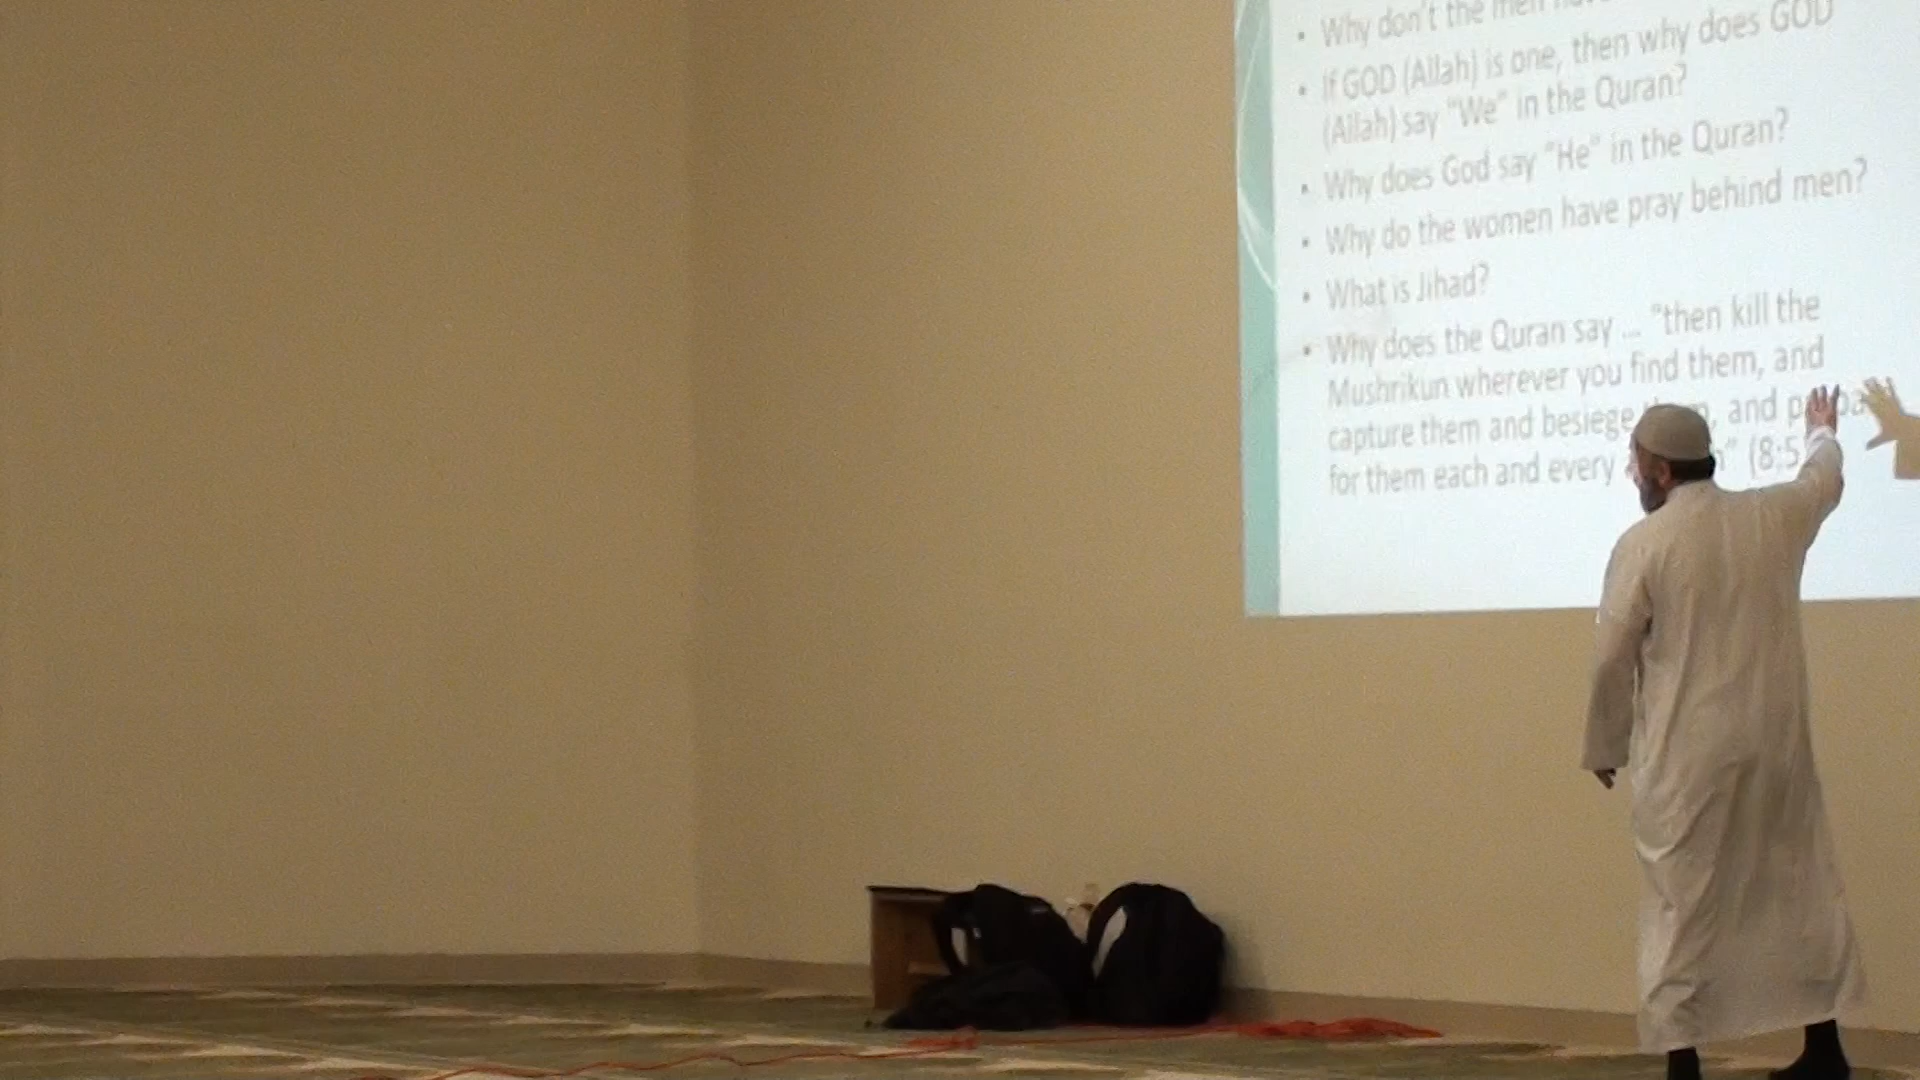 • Why don't the men
• If GOD (Allah) is one, then why does GOD
(Allah) say "We" in the Quran?
• Why does God say "He" in the Quran?
• Why do the women have pray behind men?
• What is Jihad?
• Why does the Quran say ... "then kill the
Mushrikun wherever you find them, and
capture them and besiege and
for them each and every (8:5